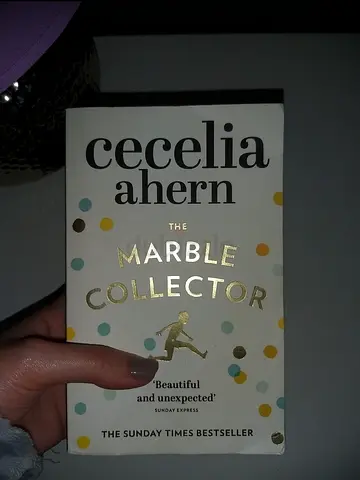 cecelia
ahern
THE
MARBLE
COLLECTOR
'Beautiful
and unexpected'
SUNDAY EXPRESS
THE SUNDAY TIMES BESTSELLER